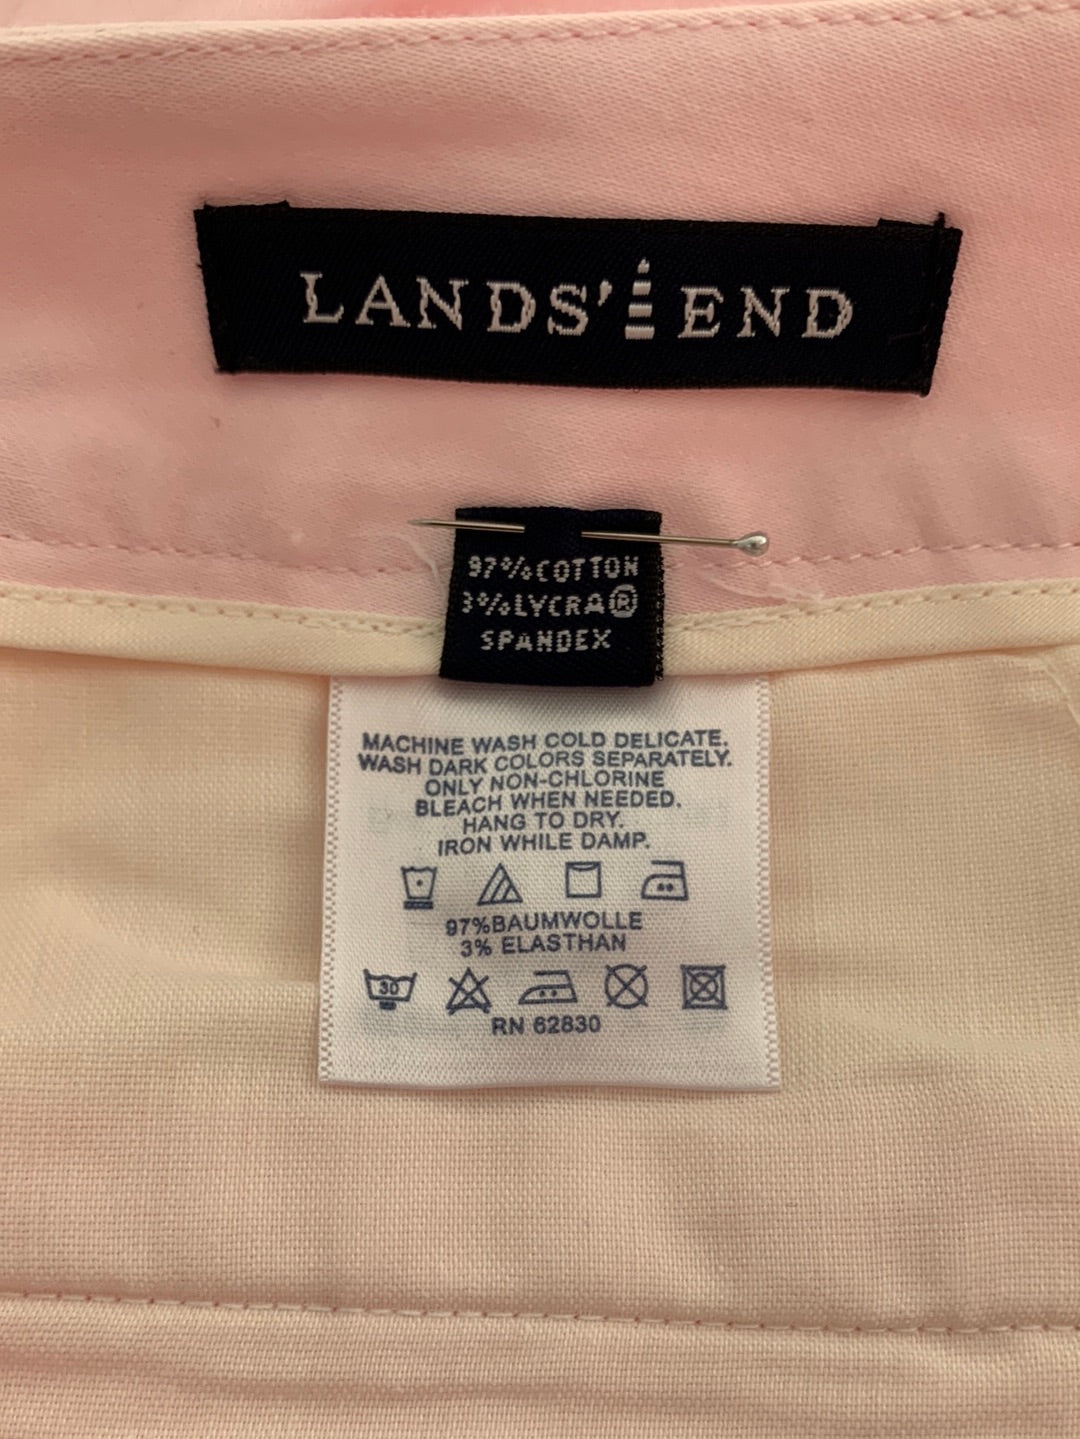 LANDS' END
97% COTTON
3% LYCRA®
SPANDEX
MACHINE WASH COLD DELICATE.
WASH DARK COLORS SEPARATELY.
ONLY NON-CHLORINE
BLEACH WHEN NEEDED.
HANG TO DRY.
IRON WHILE DAMP.
97%BAUMWOLLE
3% ELASTHAN
30
RN 62830